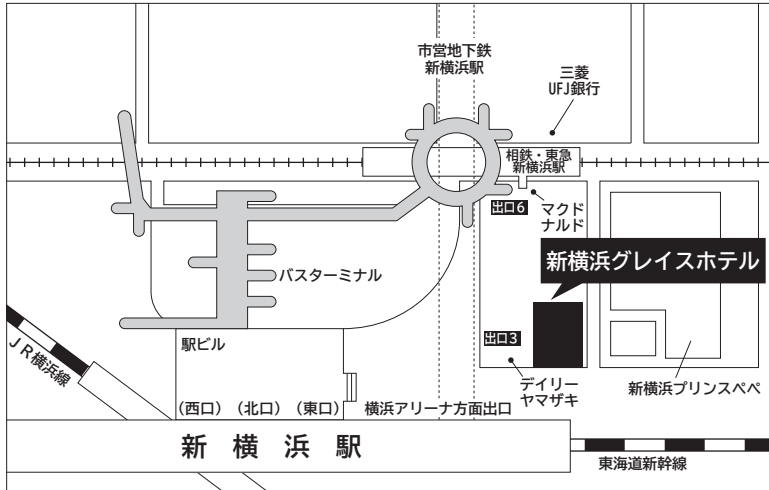 市営地下鉄
新横浜駅
三菱
UFJ銀行
相鉄・東急
新横浜駅
出口6
マクド
ナルド
新横浜グレイスホテル
バスターミナル
出口3
駅ビル
JR横浜線
デイリー
ヤマザキ
新横浜プリンスペペ
（西口）（北口）（東口）
横浜アリーナ方面出口
新横浜駅
東海道新幹線